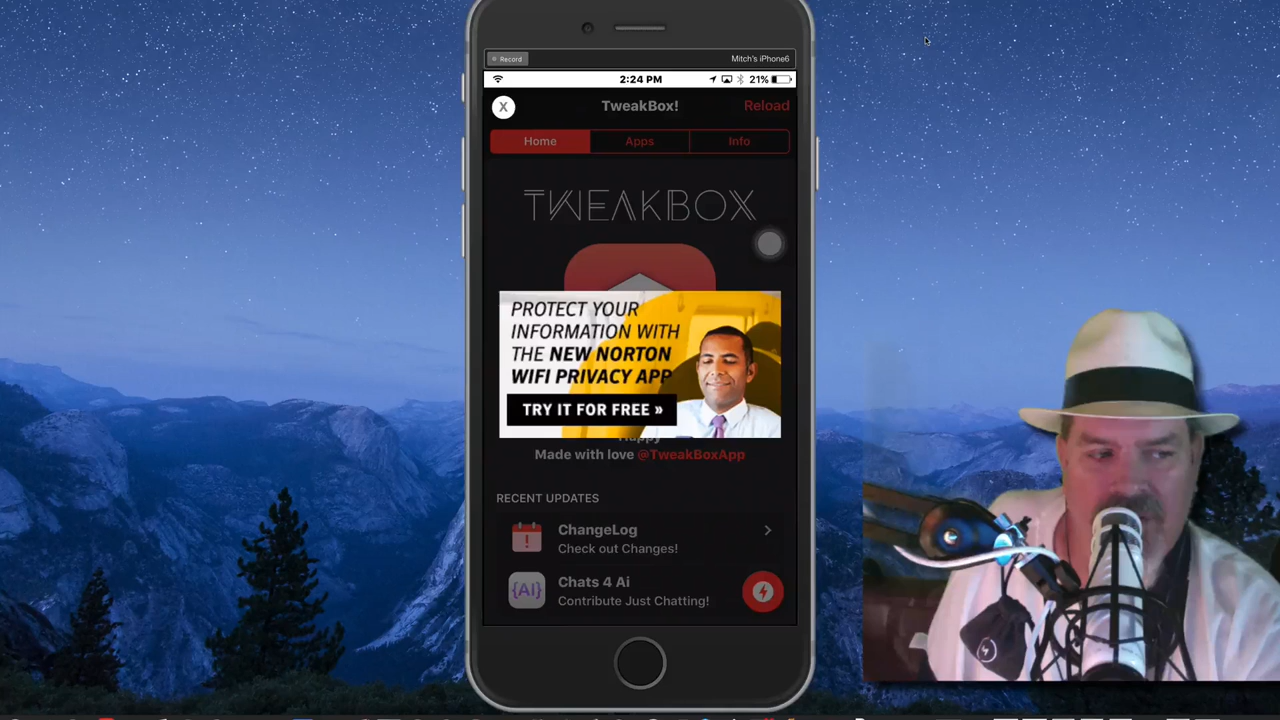 Record
Mitch's iPhone6
2:24 PM
21%
X
TweakBox!
Reload
Home
Apps
Info
TWEAKBOX
PROTECT YOUR
INFORMATION WITH
THE NEW NORTON
WIFI PRIVACY APP
TRY IT FOR FREE »
Happy
Made with love @TweakBoxApp
RECENT UPDATES
ChangeLog
Check out Changes!
{AI}
Chats 4 Ai
Contribute Just Chatting!